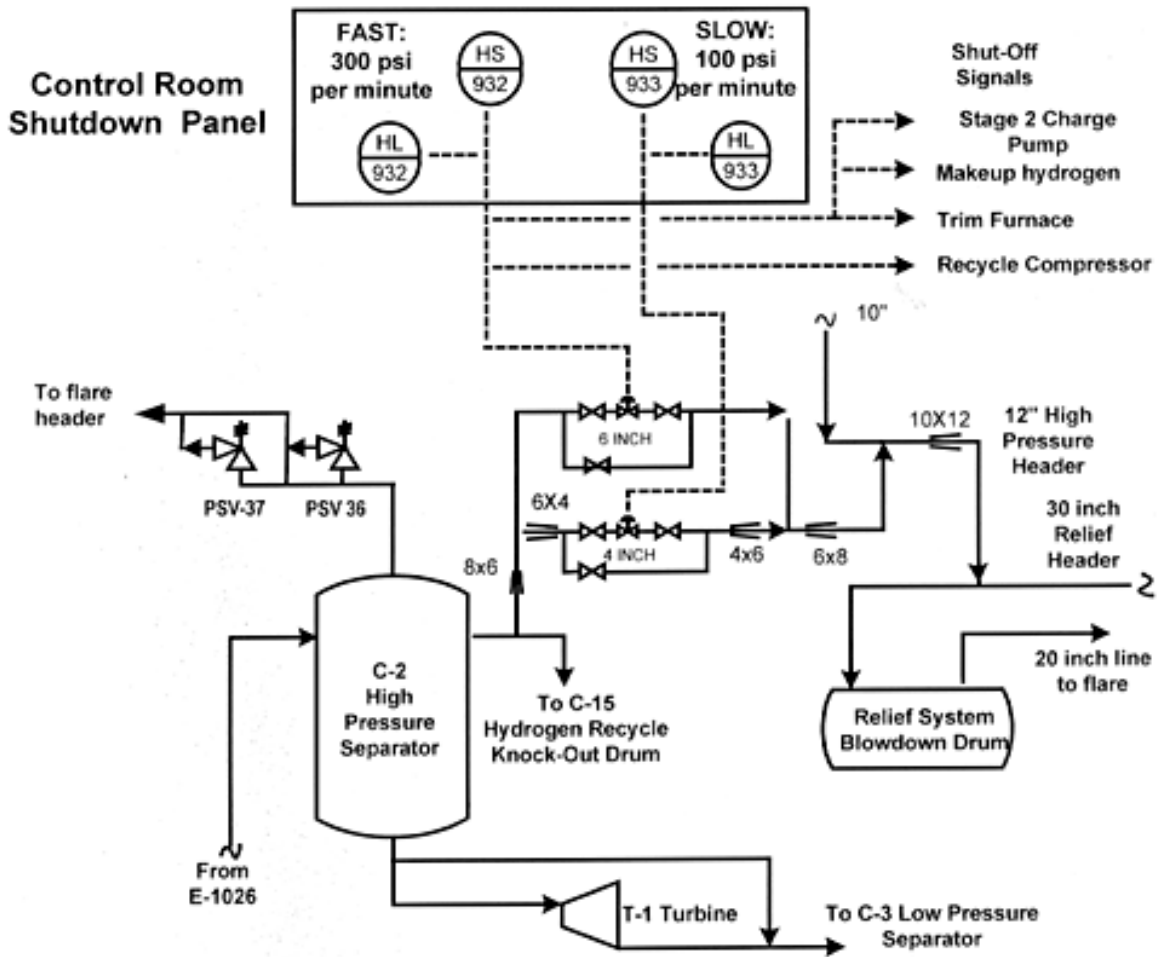 Control Room
Shutdown Panel
FAST:
300 psi
per minute
HS
932
HL
932
HS
933
SLOW:
100 psi
per minute
HL
933
Shut-Off
Signals
Stage 2 Charge
Pump
Makeup hydrogen
Trim Furnace
Recycle Compressor
10"
To flare
header
PSV-37
PSV 36
6 INCH
6X4
4 INCH
8x6
4x6
6x8
10X12
12" High
Pressure
Header
30 inch
Relief
Header
20 inch line
to flare
Relief System
Blowdown Drum
C-2
High
Pressure
Separator
To C-15
Hydrogen Recycle
Knock-Out Drum
From
E-1026
T-1 Turbine
To C-3 Low Pressure
Separator